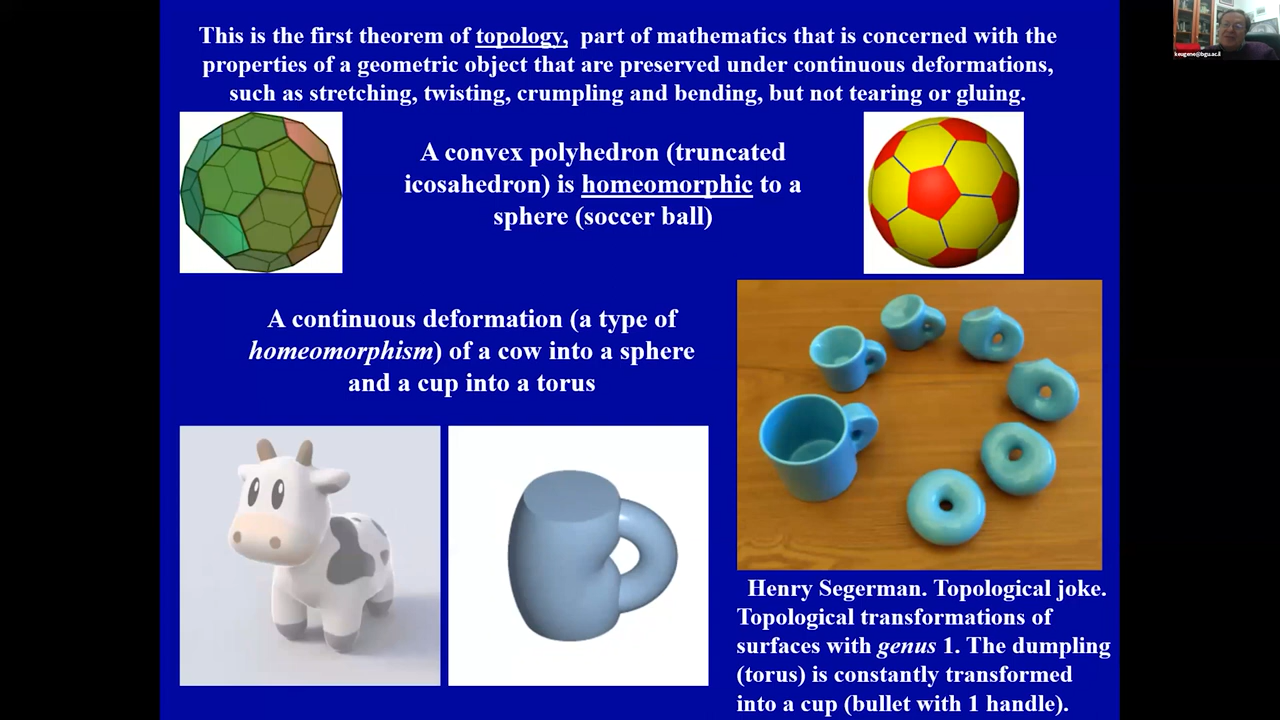 This is the first theorem of topology, part of mathematics that is concerned with the
properties of a geometric object that are preserved under continuous deformations,
such as stretching, twisting, crumpling and bending, but not tearing or gluing.
A convex polyhedron (truncated
icosahedron) is homeomorphic to a
sphere (soccer ball)
A continuous deformation (a type of
homeomorphism) of a cow into a sphere
and a cup into a torus
Henry Segerman. Topological joke.
Topological transformations of
surfaces with genus 1. The dumpling
(torus) is constantly transformed
into a cup (bullet with 1 handle).
keugene@bgu.ac.il